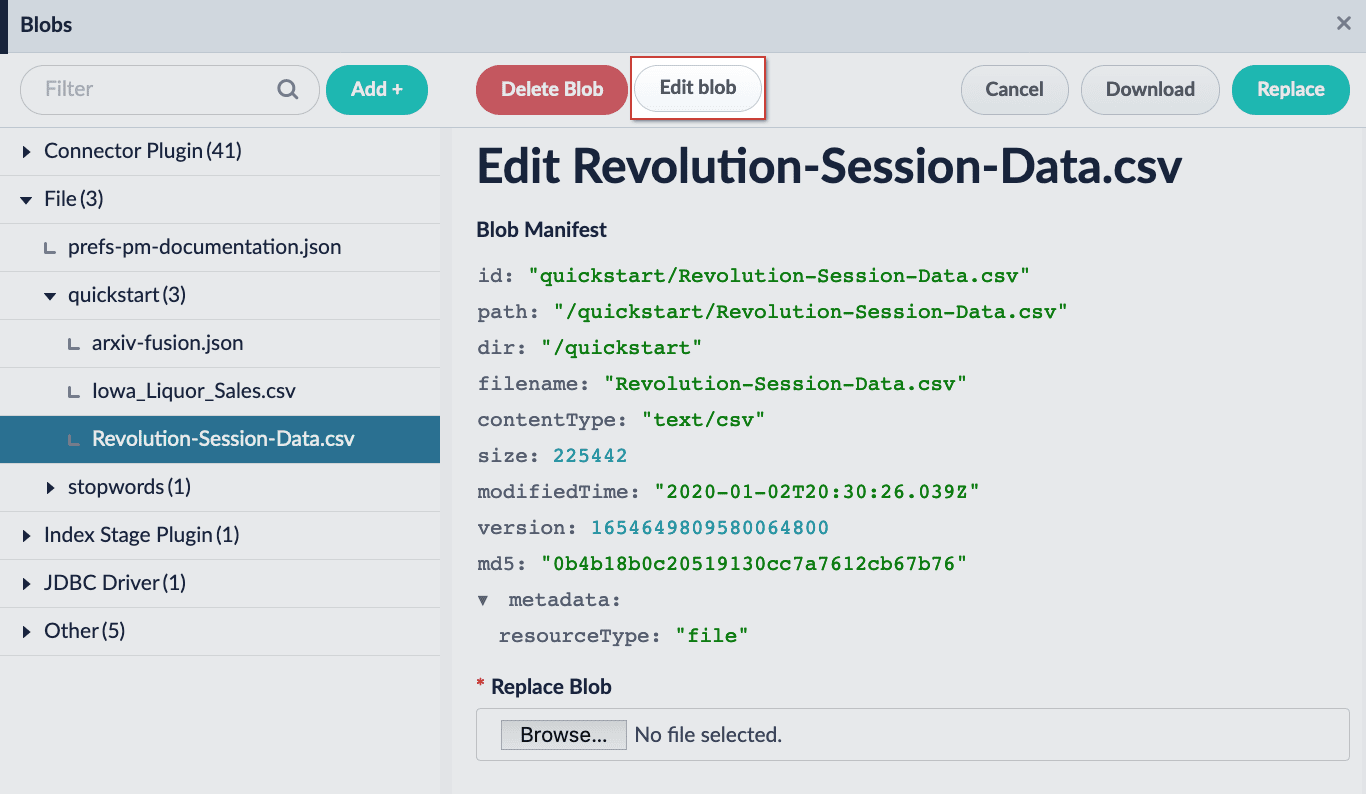 Blobs
Filter
Add +
Delete Blob
Edit blob
Cancel
Download
Replace
Connector Plugin (41)
File (3)
prefs-pm-documentation.json
quickstart (3)
arxiv-fusion.json
Iowa_Liquor_Sales.csv
Revolution-Session-Data.csv
stopwords (1)
Index Stage Plugin (1)
JDBC Driver (1)
Other (5)
Edit Revolution-Session-Data.csv
Blob Manifest
id: "quickstart/Revolution-Session-Data.csv"
path: "/quickstart/Revolution-Session-Data.csv"
dir: "/quickstart"
filename: "Revolution-Session-Data.csv"
contentType: "text/csv"
size: 225442
modifiedTime: "2020-01-02T20:30:26.039Z"
version: 1654649809580064800
md5: "0b4b18b0c20519130cc7a7612cb67b76"
metadata:
resourceType: "file"
* Replace Blob
Browse... No file selected.